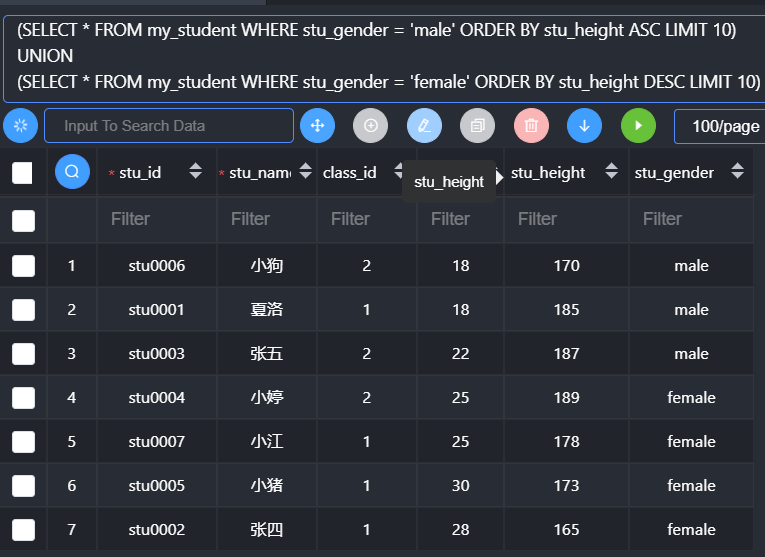 (SELECT * FROM my_student WHERE stu_gender = 'male' ORDER BY stu_height ASC LIMIT 10)
UNION
(SELECT * FROM my_student WHERE stu_gender = 'female' ORDER BY stu_height DESC LIMIT 10)
Input To Search Data 100/page
* stu_id * stu_name class_id stu_height stu_height stu_gender
Filter Filter Filter Filter Filter Filter
1 stu0006 小狗 2 18 170 male
2 stu0001 夏洛 1 18 185 male
3 stu0003 张五 2 22 187 male
4 stu0004 小婷 2 25 189 female
5 stu0007 小江 1 25 178 female
6 stu0005 小猪 1 30 173 female
7 stu0002 张四 1 28 165 female